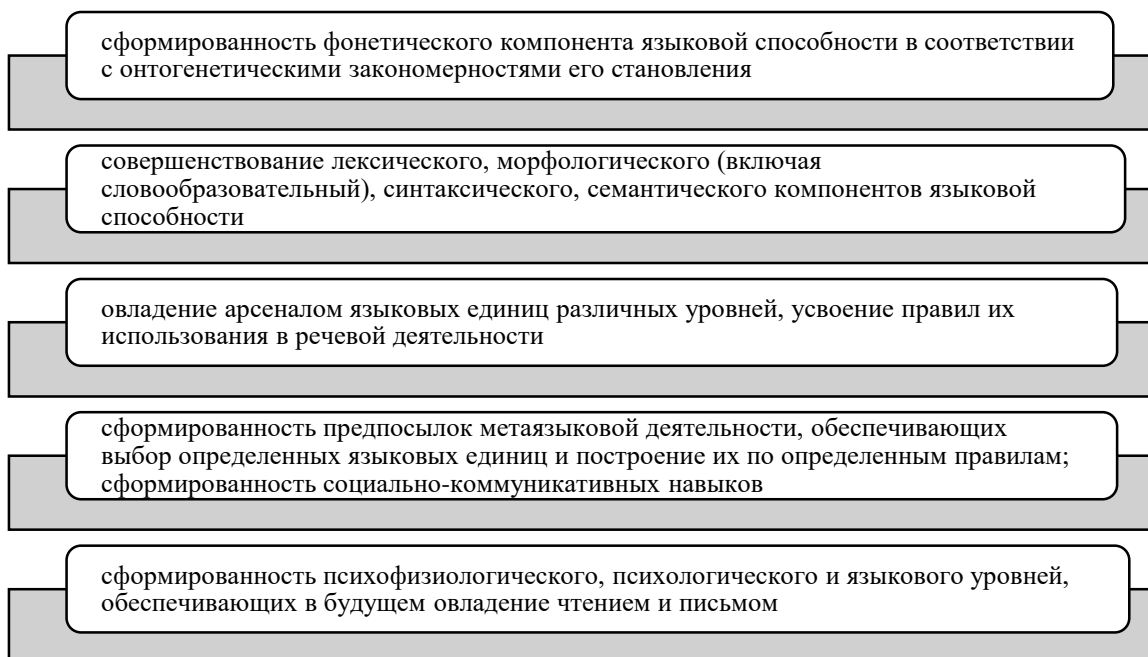 сформированность фонетического компонента языковой способности в соответствии
с онтогенетическими закономерностями его становления
совершенствование лексического, морфологического (включая
словообразовательный), синтаксического, семантического компонентов языковой
способности
овладение арсеналом языковых единиц различных уровней, усвоение правил их
использования в речевой деятельности
сформированность предпосылок метаязыковой деятельности, обеспечивающих
выбор определенных языковых единиц и построение их по определенным правилам;
сформированность социально-коммуникативных навыков
сформированность психофизиологического, психологического и языкового уровней,
обеспечивающих в будущем овладение чтением и письмом